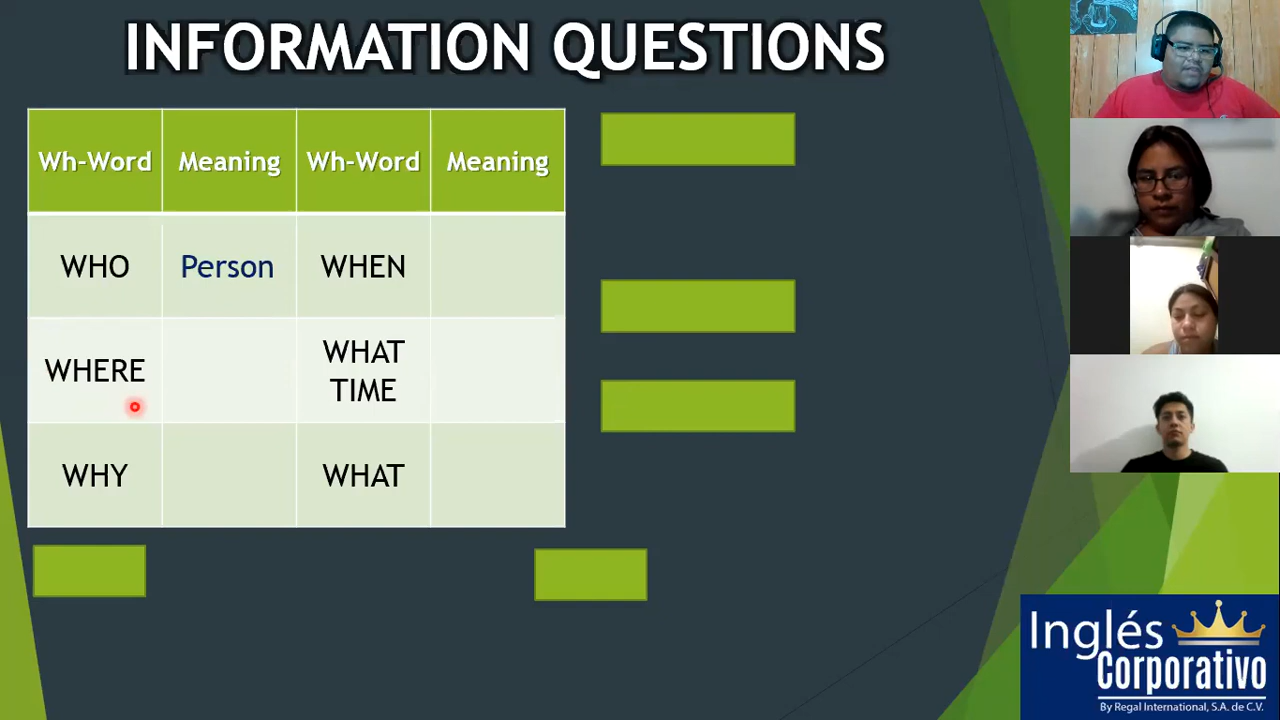 INFORMATION QUESTIONS
Wh-Word Meaning Wh-Word Meaning
WHO Person WHEN
WHERE WHAT TIME
WHY WHAT
Inglés
Corporativo
By Regal International, S.A. de C.V.